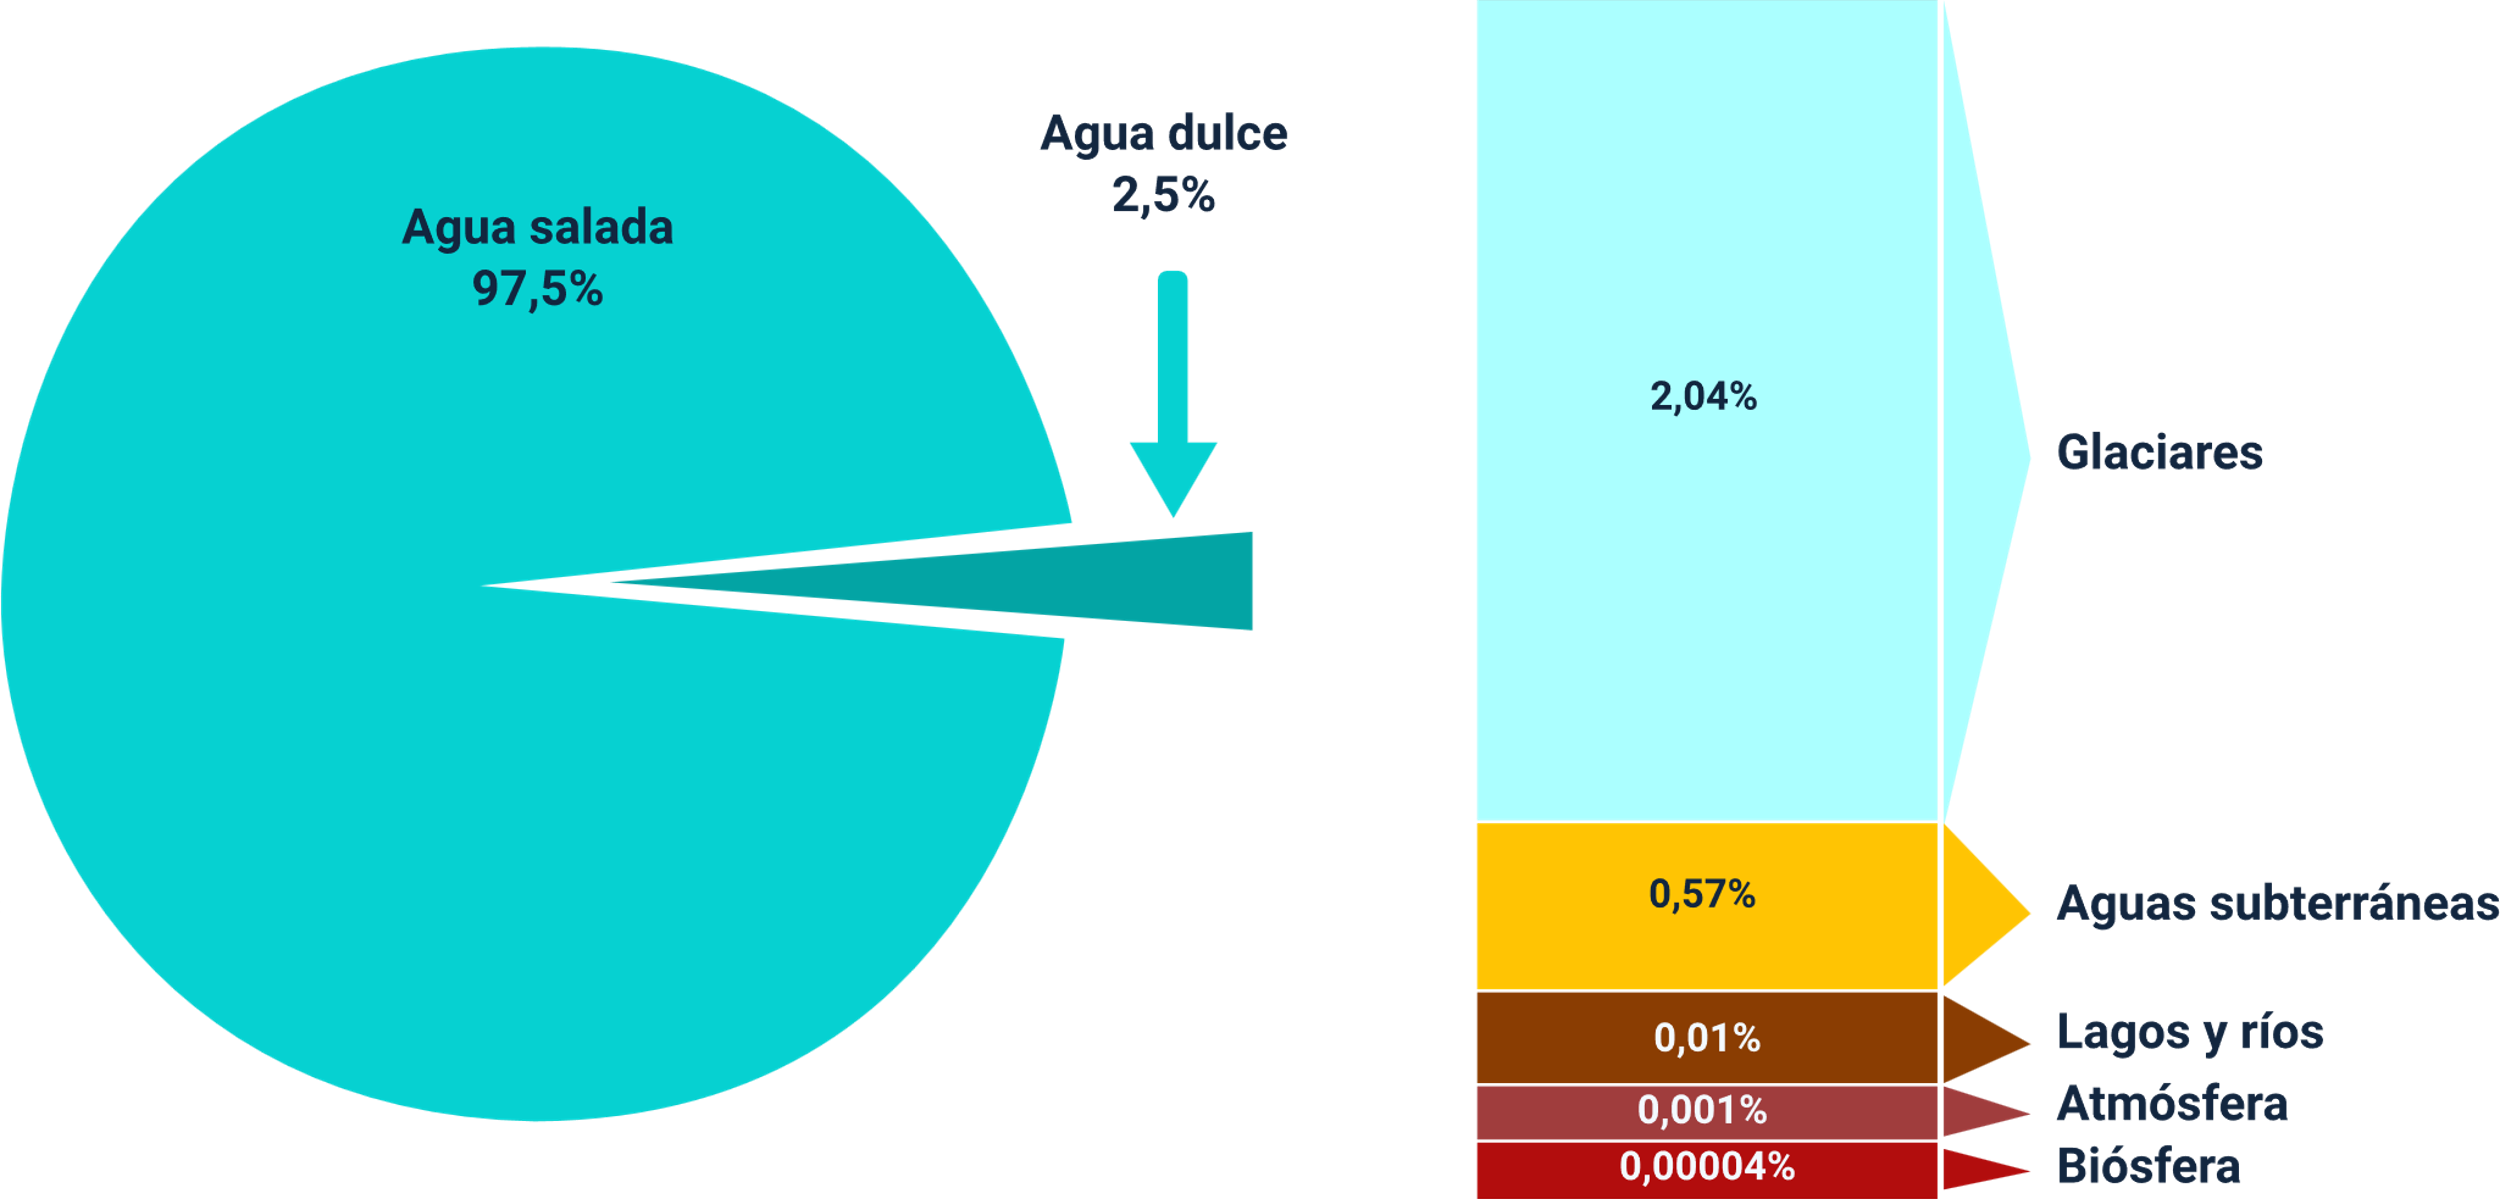 Agua salada
97,5%
Agua dulce
2,5%
2,04%
Glaciares
0,57%
Aguas subterráneas
0,01%
Lagos y ríos
0,001%
Atmósfera
0,00004%
Biósfera